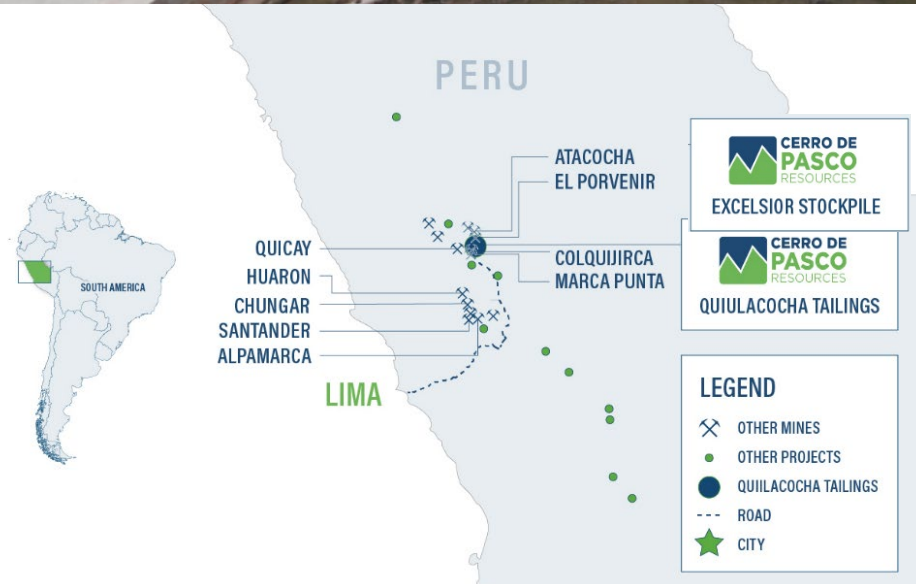 PERU
ATACOCHA
EL PORVENIR
CERRO DE
PASCO
RESOURCES
EXCELSIOR STOCKPILE
CERRO DE
PASCO
RESOURCES
QUIULACOCHA TAILINGS
QUICAY
HUARON
CHUNGAR
SANTANDER
ALPAMARCA
COLQUIJIRCA
MARCA PUNTA
SOUTH AMERICA
LIMA
LEGEND
OTHER MINES
OTHER PROJECTS
QUIILACOCHA TAILINGS
ROAD
CITY